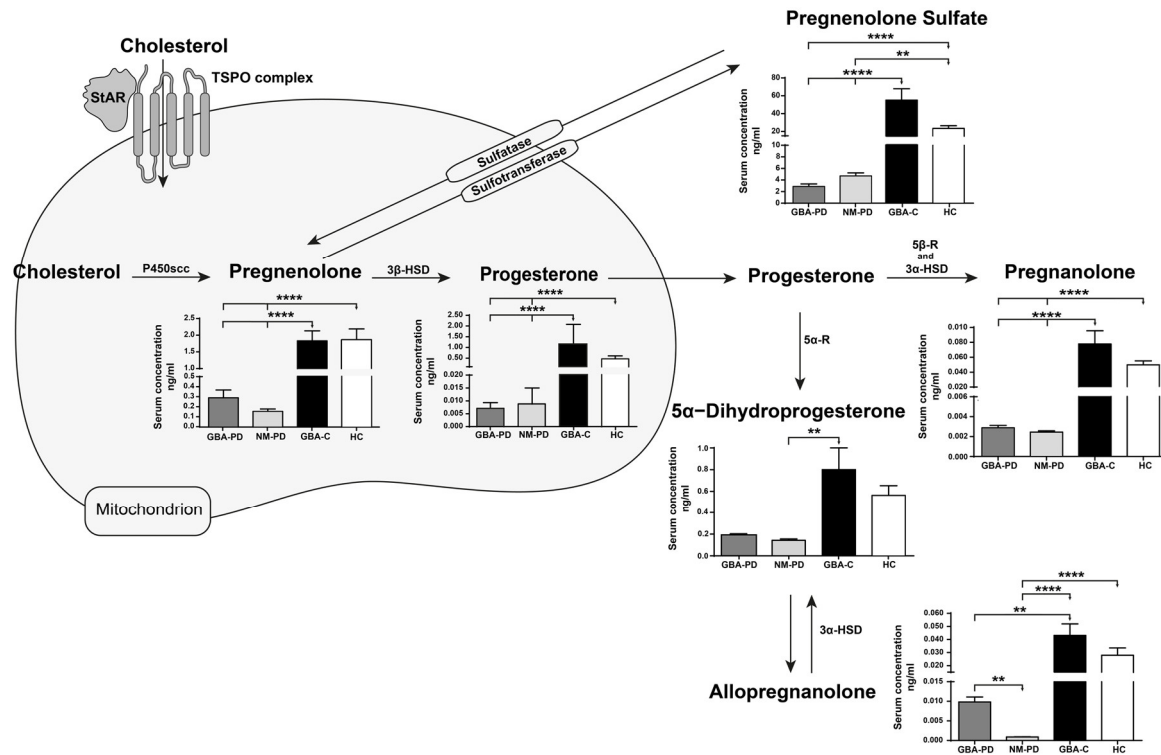 Pregnenolone Sulfate
****
**
****
Serum concentration
ng/ml
80
60
40
20
10
8
6
4
2
0
GBA-PD NM-PD GBA-C HC
Cholesterol
StAR
TSPO complex
Sulfatase
Sulfotransferase
Cholesterol
P450scc
Pregnenolone
3β-HSD
Progesterone
Progesterone
5β-R
and
3α-HSD
Pregnanolone
****
****
Serum concentration
ng/ml
2.5
2.0
1.5
1.0
0.5
0.5
0.4
0.3
0.2
0.1
0.0
GBA-PD NM-PD GBA-C HC
****
****
Serum concentration
ng/ml
2.50
2.00
1.50
1.00
0.50
0.020
0.015
0.010
0.005
0.000
GBA-PD NM-PD GBA-C HC
****
****
Serum concentration
ng/ml
0.010
0.080
0.060
0.040
0.020
0.000
0.006
0.004
0.002
0.000
GBA-PD NM-PD GBA-C HC
5α-R
5α−Dihydroprogesterone
**
Serum concentration
ng/ml
1.0
0.8
0.6
0.4
0.2
0.0
GBA-PD NM-PD GBA-C HC
Mitochondrion
3α-HSD
Allopregnanolone
****
****
**
**
Serum concentration
ng/ml
0.060
0.050
0.040
0.030
0.020
0.015
0.010
0.005
0.000
GBA-PD NM-PD GBA-C HC